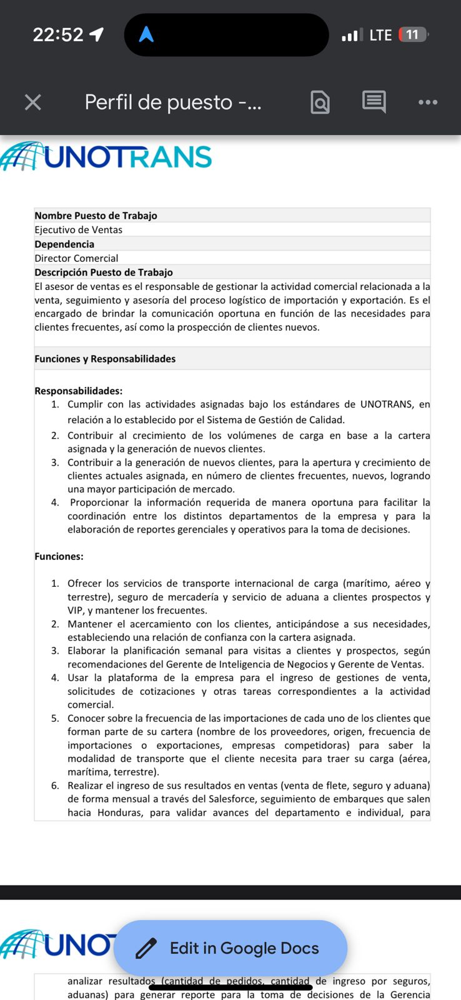 22:52
LTE 11
Perfil de puesto -...
UNOTRANS
Nombre Puesto de Trabajo
Ejecutivo de Ventas
Dependencia
Director Comercial
Descripción Puesto de Trabajo
El asesor de ventas es el responsable de gestionar la actividad comercial relacionada a la
venta, seguimiento y asesoría del proceso logístico de importación y exportación. Es el
encargado de brindar la comunicación oportuna en función de las necesidades para
clientes frecuentes, así como la prospección de clientes nuevos.
Funciones y Responsabilidades
Responsabilidades:
1. Cumplir con las actividades asignadas bajo los estándares de UNOTRANS, en
relación a lo establecido por el Sistema de Gestión de Calidad.
2. Contribuir al crecimiento de los volúmenes de carga en base a la cartera
asignada y la generación de nuevos clientes.
3. Contribuir a la generación de nuevos clientes, para la apertura y crecimiento de
clientes actuales asignada, en número de clientes frecuentes, nuevos, logrando
una mayor participación de mercado.
4. Proporcionar la información requerida de manera oportuna para facilitar la
coordinación entre los distintos departamentos de la empresa y para la
elaboración de reportes gerenciales y operativos para la toma de decisiones.
Funciones:
1. Ofrecer los servicios de transporte internacional de carga (marítimo, aéreo y
terrestre), seguro de mercadería y servicio de aduana a clientes prospectos y
VIP, y mantener los frecuentes.
2. Mantener el acercamiento con los clientes, anticipándose a sus necesidades,
estableciendo una relación de confianza con la cartera asignada.
3. Elaborar la planificación semanal para visitas a clientes y prospectos, según
recomendaciones del Gerente de Inteligencia de Negocios y Gerente de Ventas.
4. Usar la plataforma de la empresa para el ingreso de gestiones de venta,
solicitudes de cotizaciones y otras tareas correspondientes a la actividad
comercial.
5. Conocer sobre la frecuencia de las importaciones de cada uno de los clientes que
forman parte de su cartera (nombre de los proveedores, origen, frecuencia de
importaciones o exportaciones, empresas competidoras) para saber la
modalidad de transporte que el cliente necesita para traer su carga (aérea,
marítima, terrestre).
6. Realizar el ingreso de sus resultados en ventas (venta de flete, seguro y aduana)
de forma mensual a través del Salesforce, seguimiento de embarques que salen
hacia Honduras, para validar avances del departamento e individual, para
UNOT
Edit in Google Docs
analizar resultados (cantidad de pedidos, cantidad de ingreso por seguros,
aduanas) para generar reporte para la toma de decisiones de la Gerencia